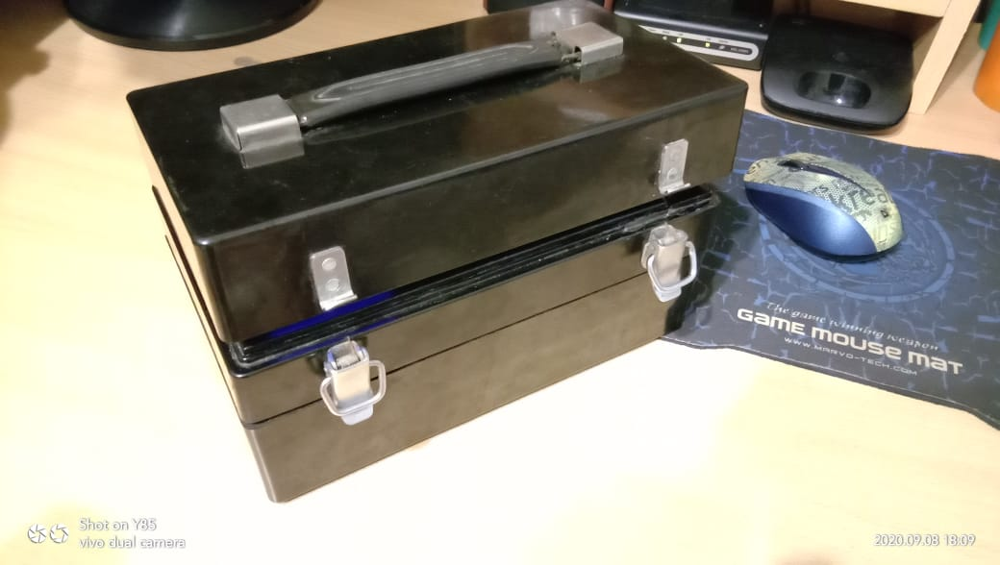 The game winning weapon
GAME MOUSE MAT
WWW.MARVO-TECH.COM
Shot on Y85
vivo dual camera
2020.09.08 18:09